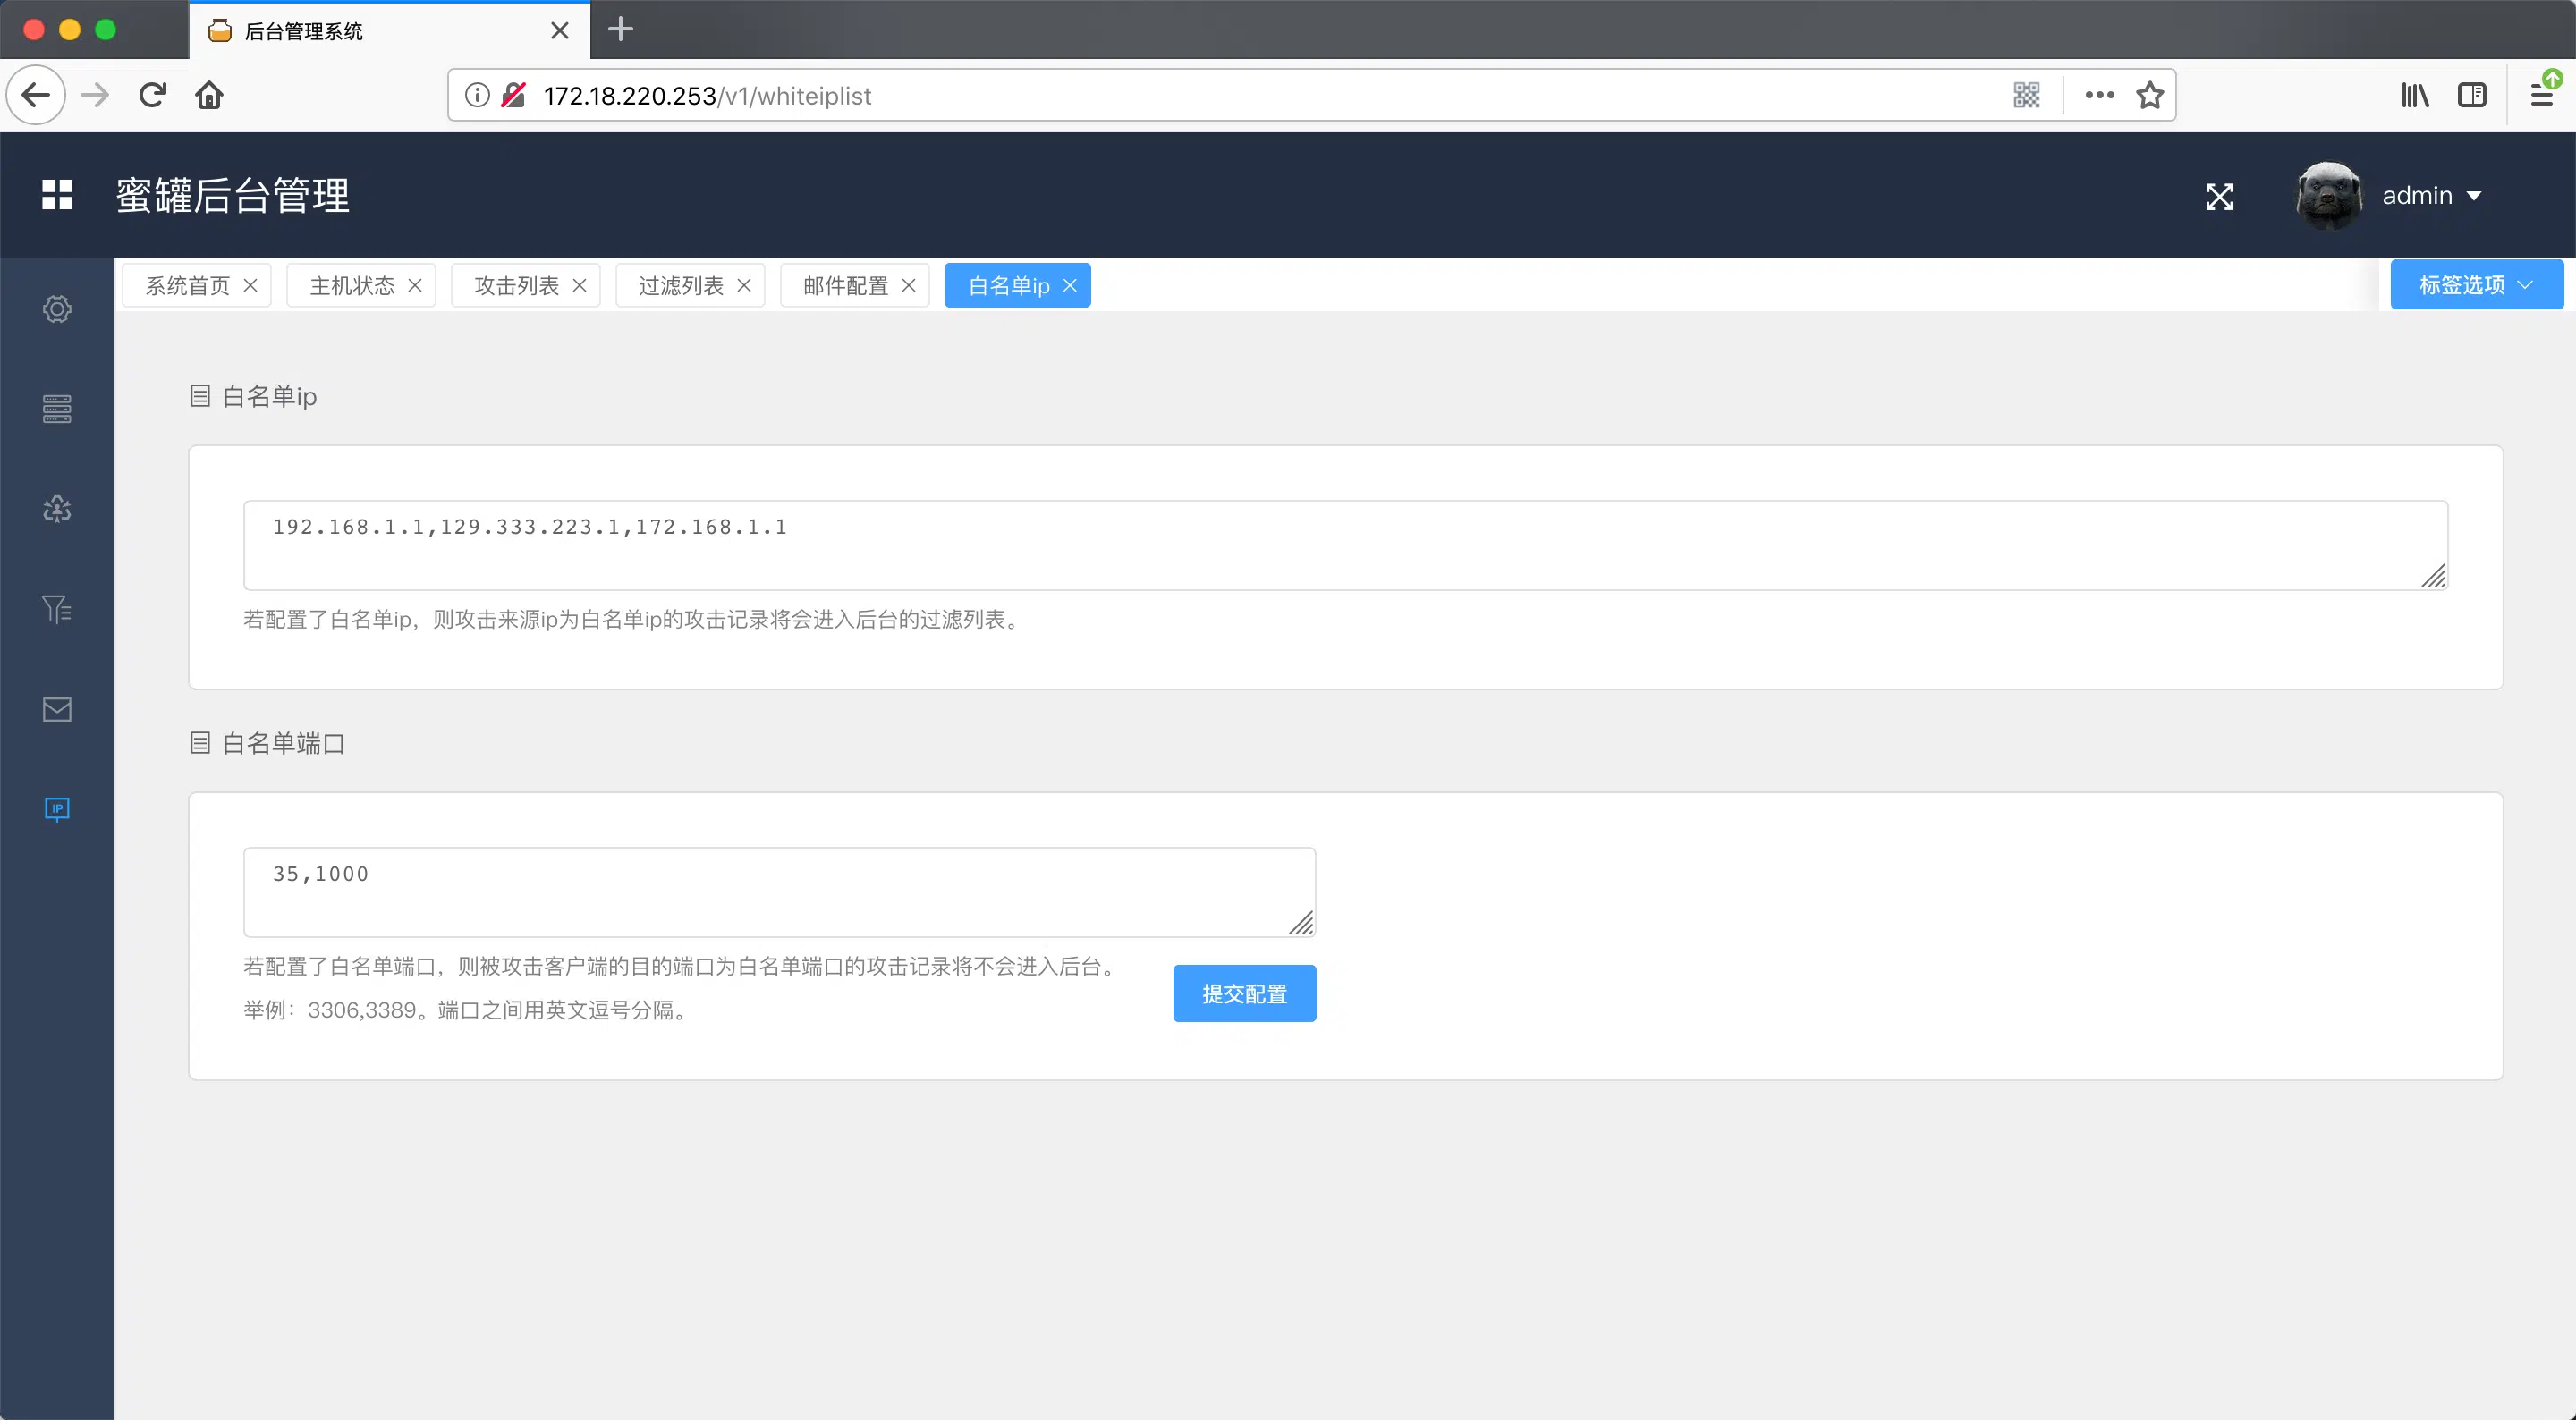 后台管理系统
172.18.220.253/v1/whiteiplist
蜜罐后台管理
admin
系统首页
主机状态
攻击列表
过滤列表
邮件配置
白名单ip
标签选项
白名单ip
192.168.1.1,129.333.223.1,172.168.1.1
若配置了白名单ip，则攻击来源ip为白名单ip的攻击记录将会进入后台的过滤列表。
白名单端口
IP
35,1000
若配置了白名单端口，则被攻击客户端的目的端口为白名单端口的攻击记录将不会进入后台。
提交配置
举例：3306,3389。端口之间用英文逗号分隔。